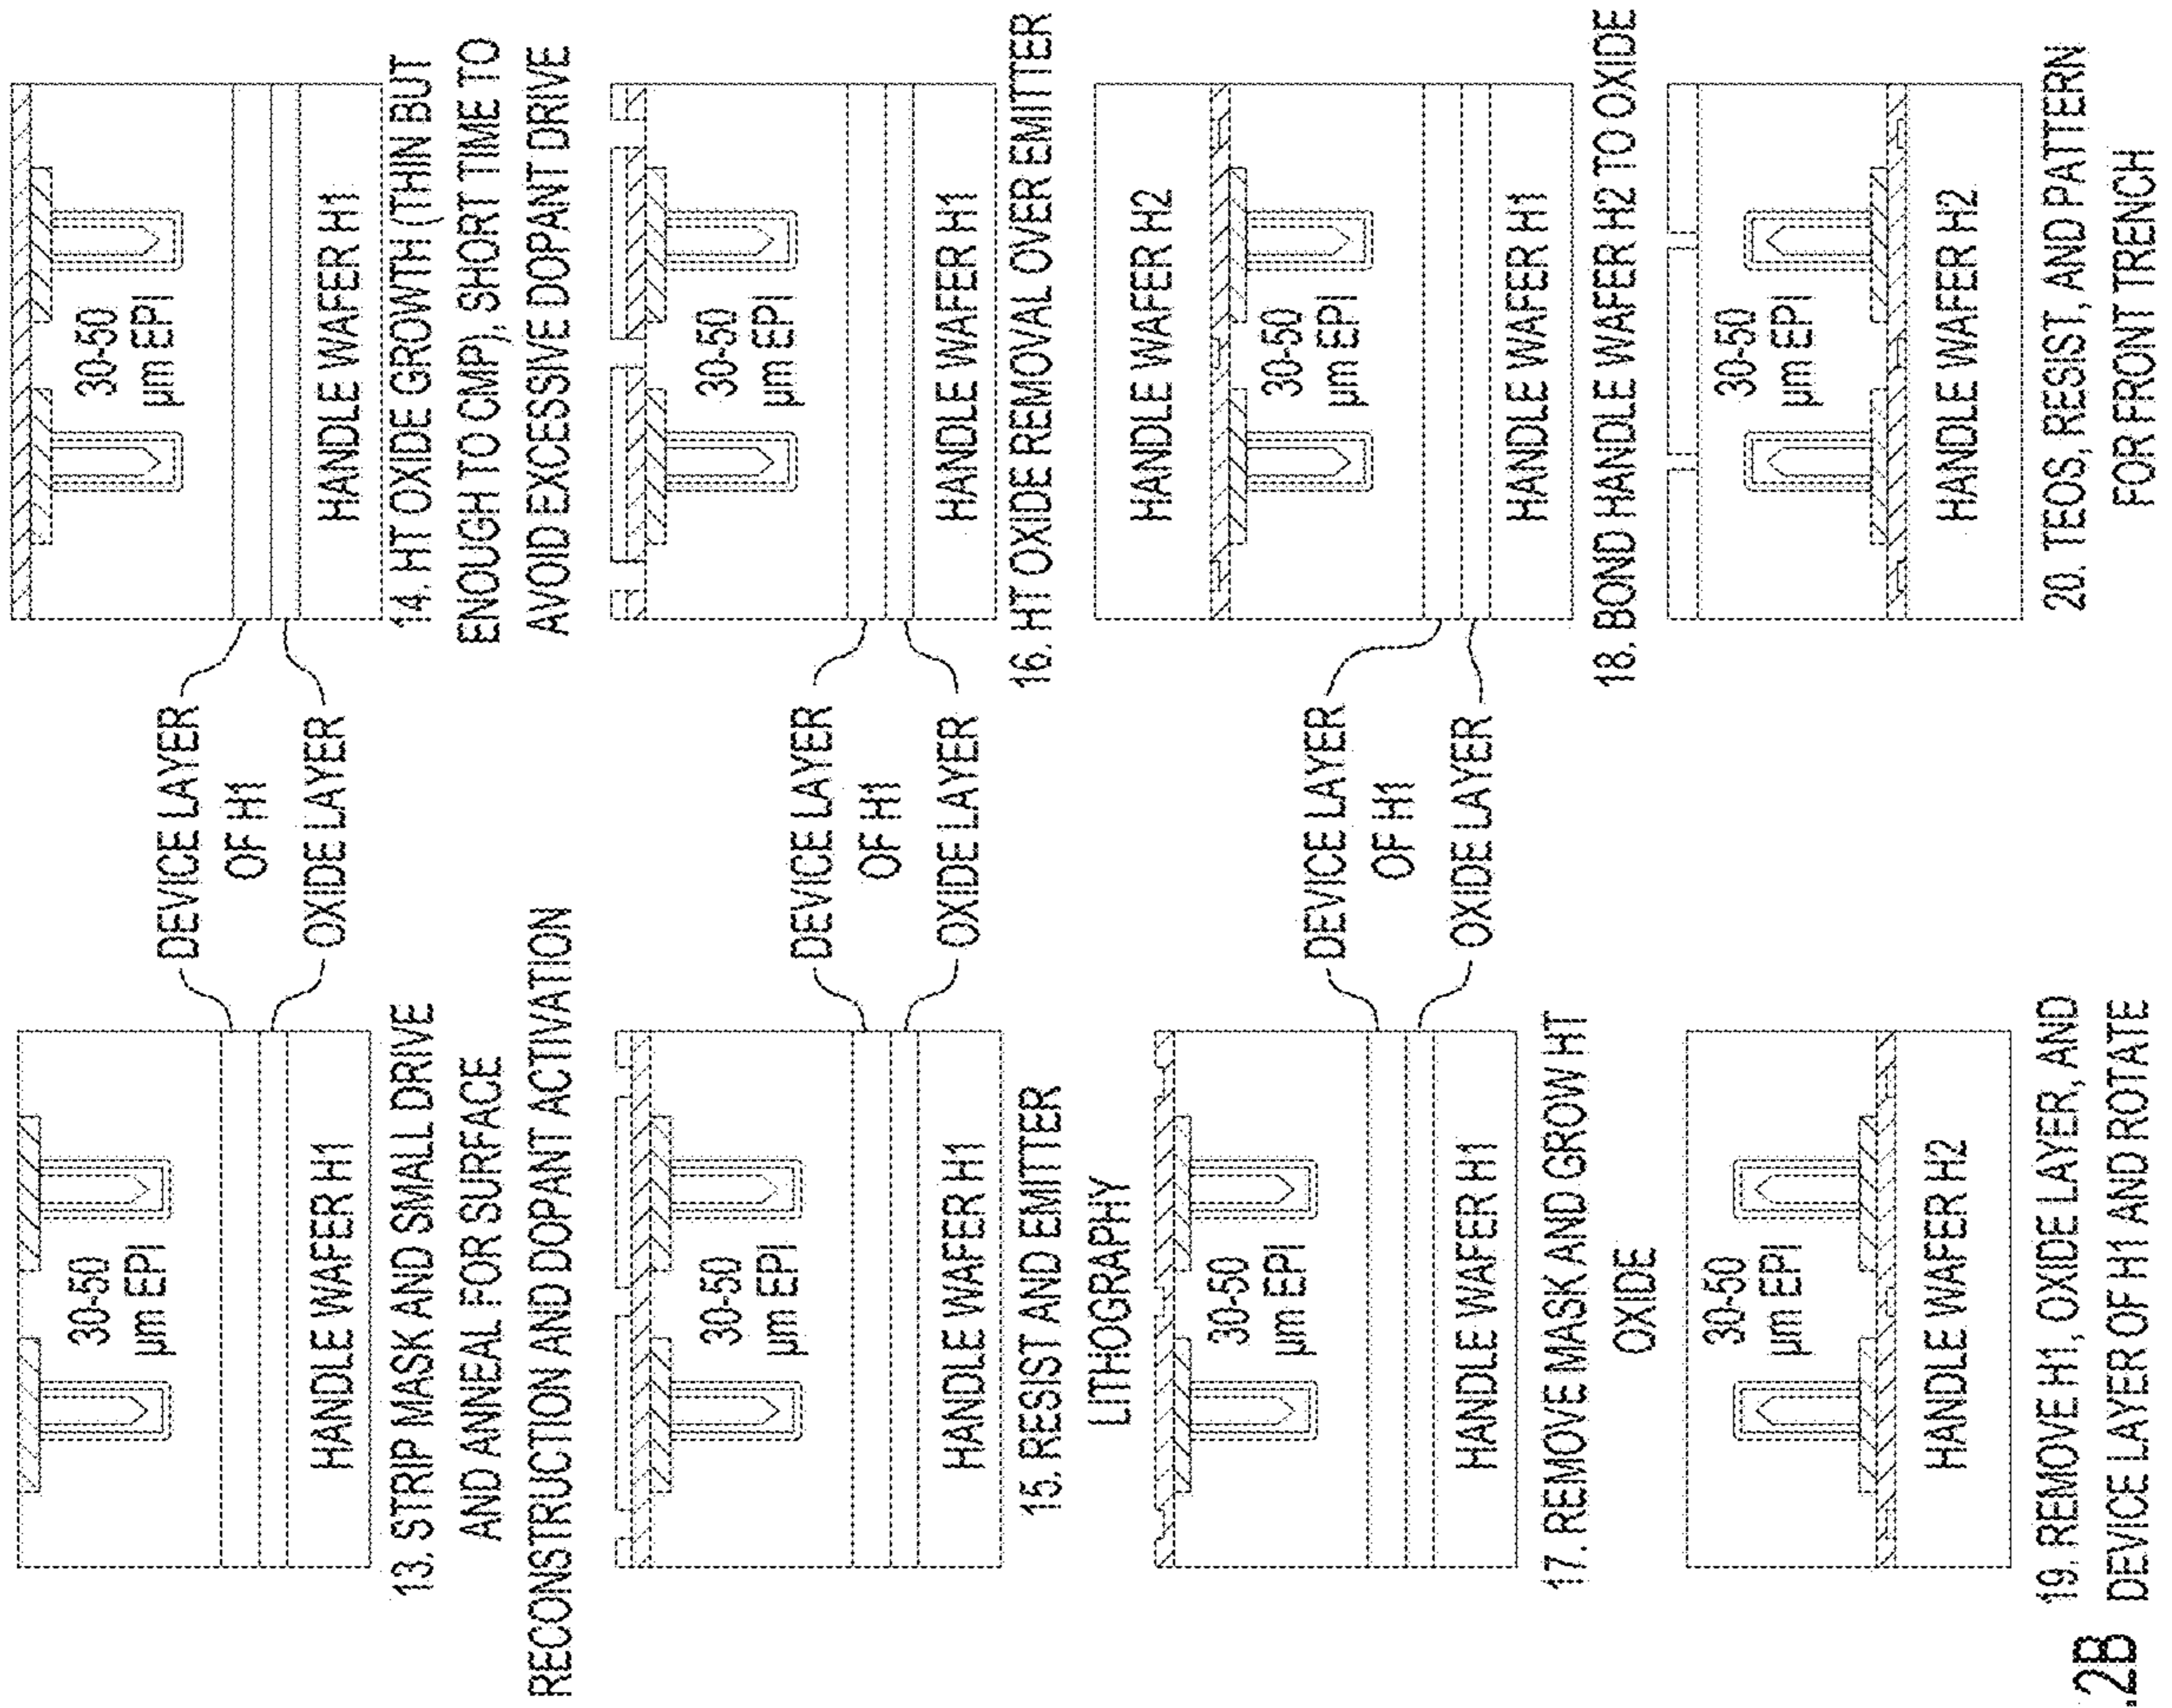 30-50
µm EPI
HANDLE WAFER H1
13. STRIP MASK AND SMALL DRIVE
AND ANNEAL FOR SURFACE
RECONSTRUCTION AND DOPANT ACTIVATION
DEVICE LAYER
OF H1
OXIDE LAYER
30-50
µm EPI
HANDLE WAFER H1
14. HT OXIDE GROWTH (THIN BUT
ENOUGH TO CMP), SHORT TIME TO
AVOID EXCESSIVE DOPANT DRIVE
30-50
µm EPI
HANDLE WAFER H1
15. RESIST AND EMITTER
LITHOGRAPHY
DEVICE LAYER
OF H1
OXIDE LAYER
30-50
µm EPI
HANDLE WAFER H1
16. HT OXIDE REMOVAL OVER EMITTER
30-50
µm EPI
HANDLE WAFER H1
17. REMOVE MASK AND GROW HT
OXIDE
DEVICE LAYER
OF H1
OXIDE LAYER
HANDLE WAFER H2
30-50
µm EPI
HANDLE WAFER H1
18. BOND HANDLE WAFER H2 TO OXIDE
30-50
µm EPI
HANDLE WAFER H2
19. REMOVE H1, OXIDE LAYER, AND
DEVICE LAYER OF H1 AND ROTATE
30-50
µm EPI
HANDLE WAFER H2
20. TEOS, RESIST, AND PATTERN
FOR FRONT TRENCH
.2B